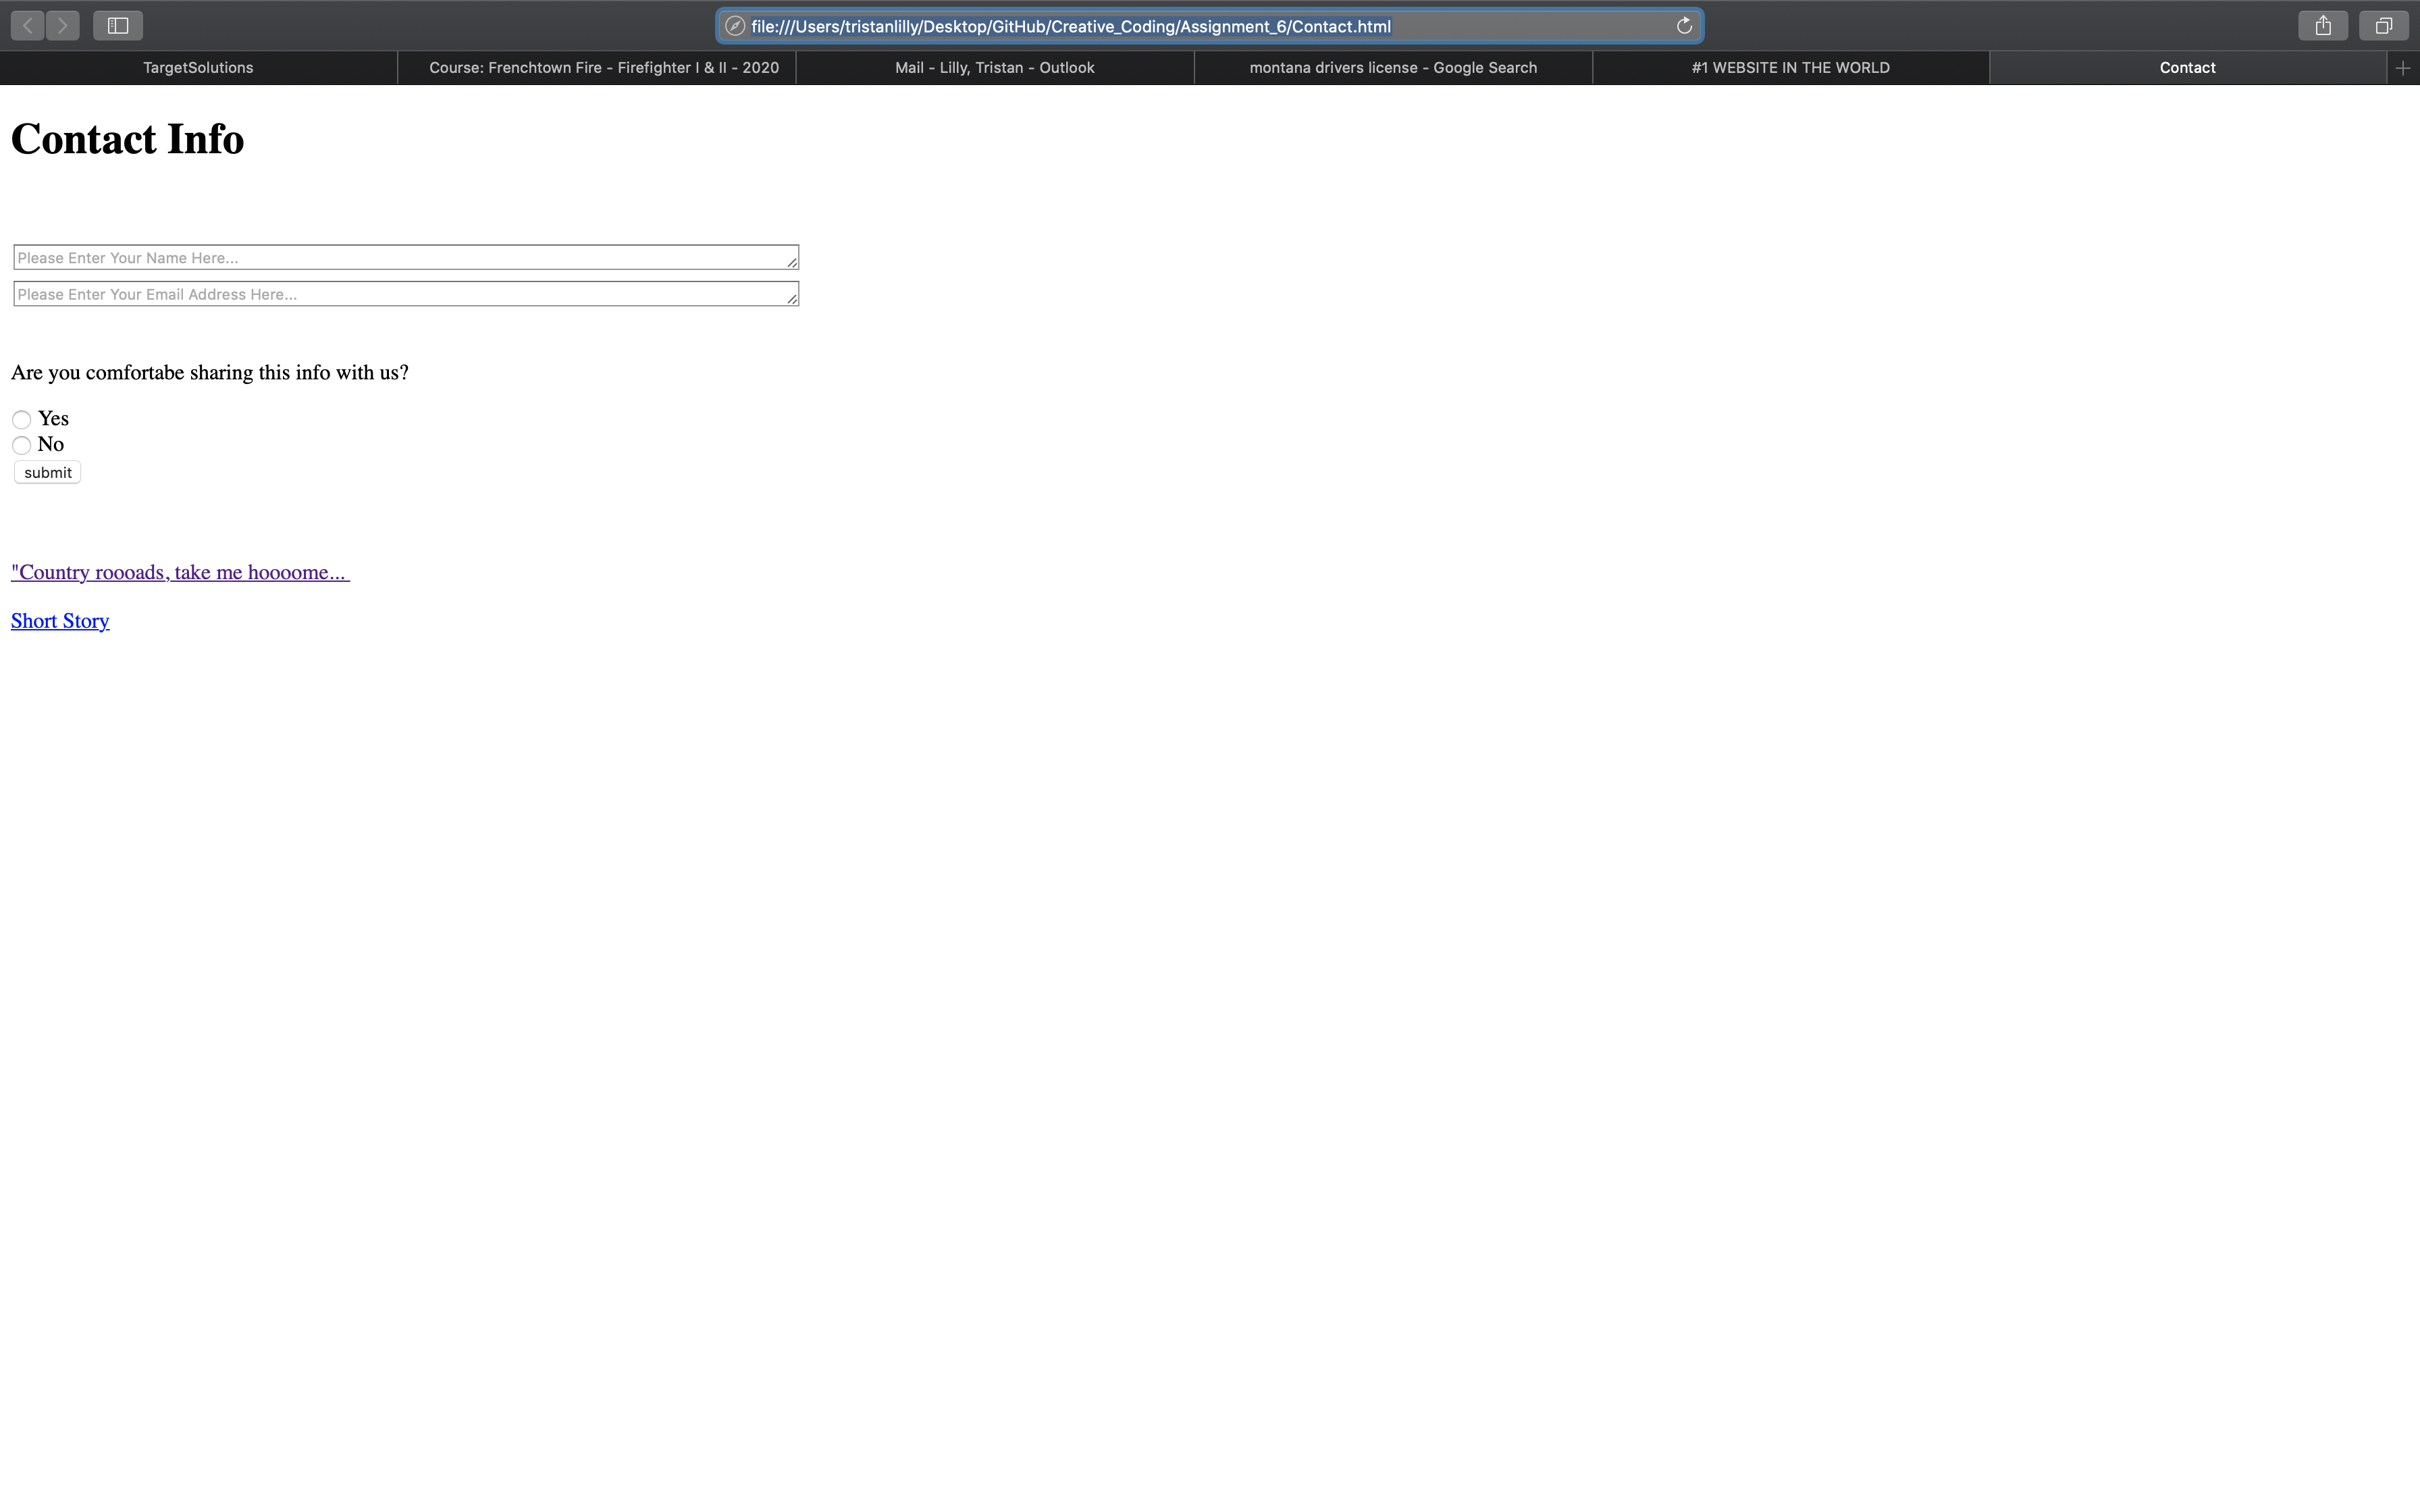 file:///Users/tristanlilly/Desktop/GitHub/Creative_Coding/Assignment_6/Contact.html
TargetSolutions
Course: Frenchtown Fire - Firefighter I & II - 2020
Mail - Lilly, Tristan - Outlook
montana drivers license - Google Search
#1 WEBSITE IN THE WORLD
Contact
Contact Info
Please Enter Your Name Here...
Please Enter Your Email Address Here...
Are you comfortabe sharing this info with us?
Yes
No
submit
"Country roooads, take me hoooome...
Short Story